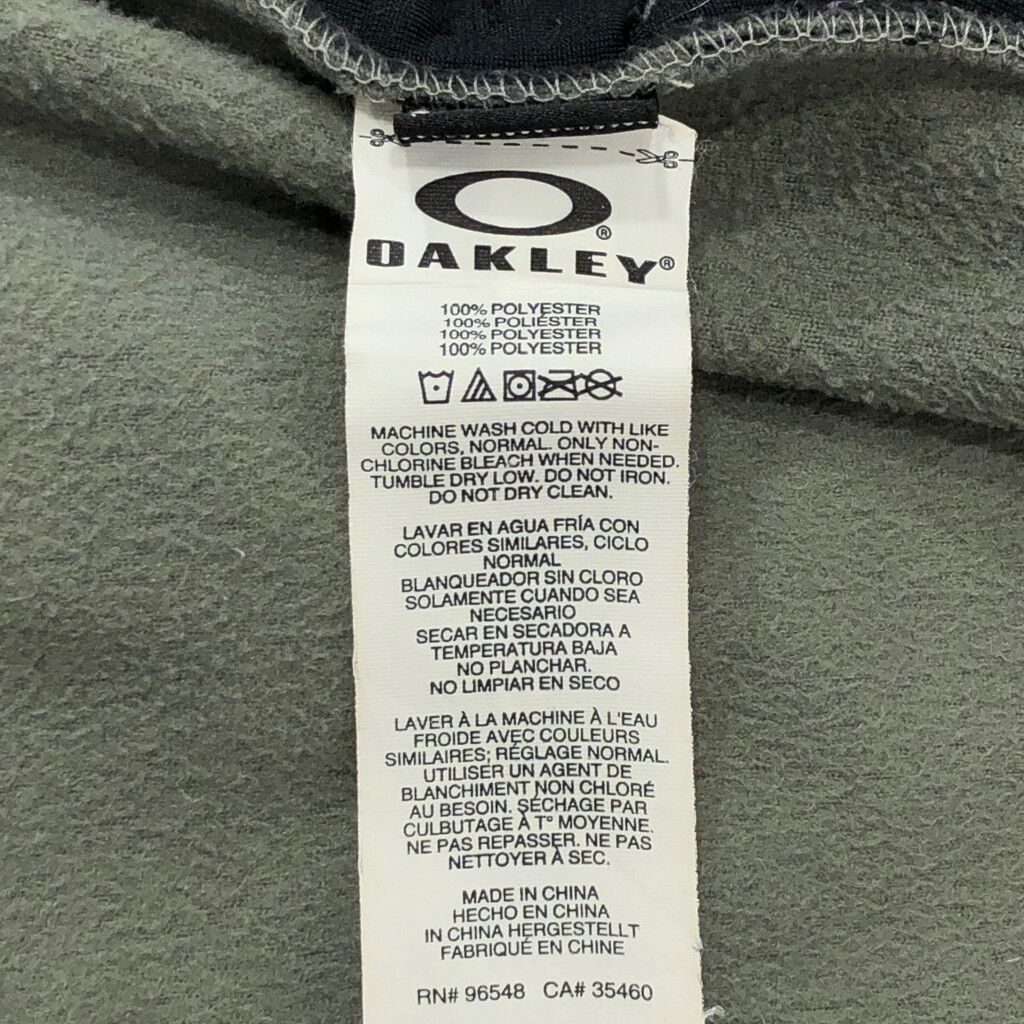 OAKLEY®
100% POLYESTER
100% POLIÉSTER
100% POLYESTER
100% POLYESTER
MACHINE WASH COLD WITH LIKE
COLORS, NORMAL. ONLY NON-
CHLORINE BLEACH WHEN NEEDED.
TUMBLE DRY LOW. DO NOT IRON.
DO NOT DRY CLEAN.
LAVAR EN AGUA FRÍA CON
COLORES SIMILARES, CICLO
NORMAL
BLANQUEADOR SIN CLORO
SOLAMENTE CUANDO SEA
NECESARIO
SECAR EN SECADORA A
TEMPERATURA BAJA
NO PLANCHAR.
NO LIMPIAR EN SECO
LAVER À LA MACHINE À L'EAU
FROIDE AVEC COULEURS
SIMILAIRES; RÉGLAGE NORMAL.
UTILISER UN AGENT DE
BLANCHIMENT NON CHLORÉ
AU BESOIN. SÉCHAGE PAR
CULBUTAGE À T° MOYENNE.
NE PAS REPASSER. NE PAS
NETTOYER À SEC.
MADE IN CHINA
HECHO EN CHINA
IN CHINA HERGESTELLT
FABRIQUÉ EN CHINE
RN# 96548 CA# 35460